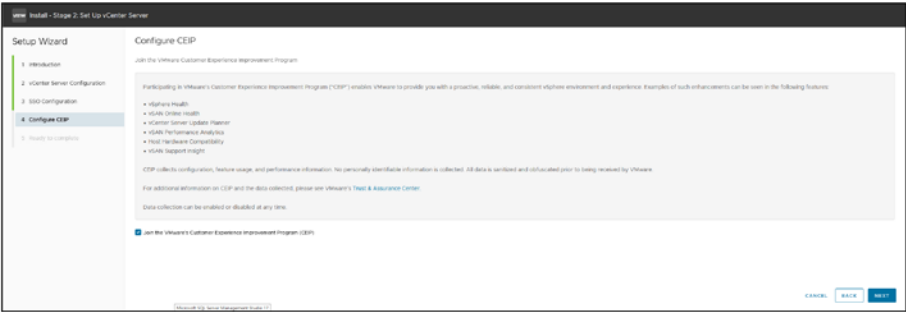 vmw Install - Stage 2: Set Up vCenter Server
Setup Wizard
1 Introduction
2 vCenter Server Configuration
3 SSO Configuration
4 Configure CEIP
5 Ready to complete
Configure CEIP
Join the VMware Customer Experience Improvement Program
Participating in VMware's Customer Experience Improvement Program ("CEIP") enables VMware to provide you with a proactive, reliable, and consistent vSphere environment and experience. Examples of such enhancements can be seen in the following features:
• vSphere Health
• vSAN Online Health
• vCenter Server Update Planner
• vSAN Performance Analytics
• Host Hardware Compatibility
• vSAN Support Insight
CEIP collects configuration, feature usage, and performance information. No personally identifiable information is collected. All data is sanitized and obfuscated prior to being received by VMware.
For additional information on CEIP and the data collected, please see VMware's Trust & Assurance Center.
Data collection can be enabled or disabled at any time.
Join the VMware's Customer Experience Improvement Program (CEIP)
CANCEL BACK NEXT
Microsoft SQL Server Management Studio 17